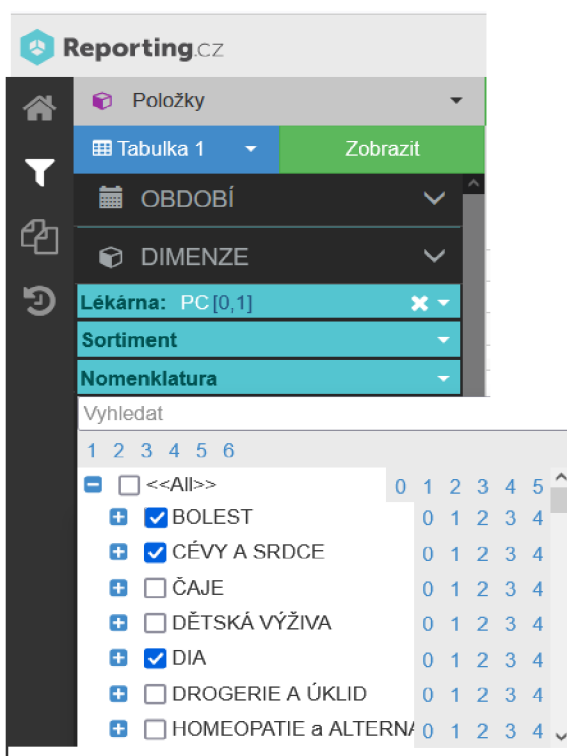 Reporting.cz
Položky
Tabulka 1 Zobrazit
OBDOBÍ
DIMENZE
Lékárna: PC [0,1]
Sortiment
Nomenklatura
Vyhledat
1 2 3 4 5 6
<<All>> 0 1 2 3 4 5
BOLEST 0 1 2 3 4
CÉVY A SRDCE 0 1 2 3 4
ČAJE 0 1 2 3 4
DĚTSKÁ VÝŽIVA 0 1 2 3 4
DIA 0 1 2 3 4
DROGERIE A ÚKLID 0 1 2 3 4
HOMEOPATIE a ALTERNA 0 1 2 3 4